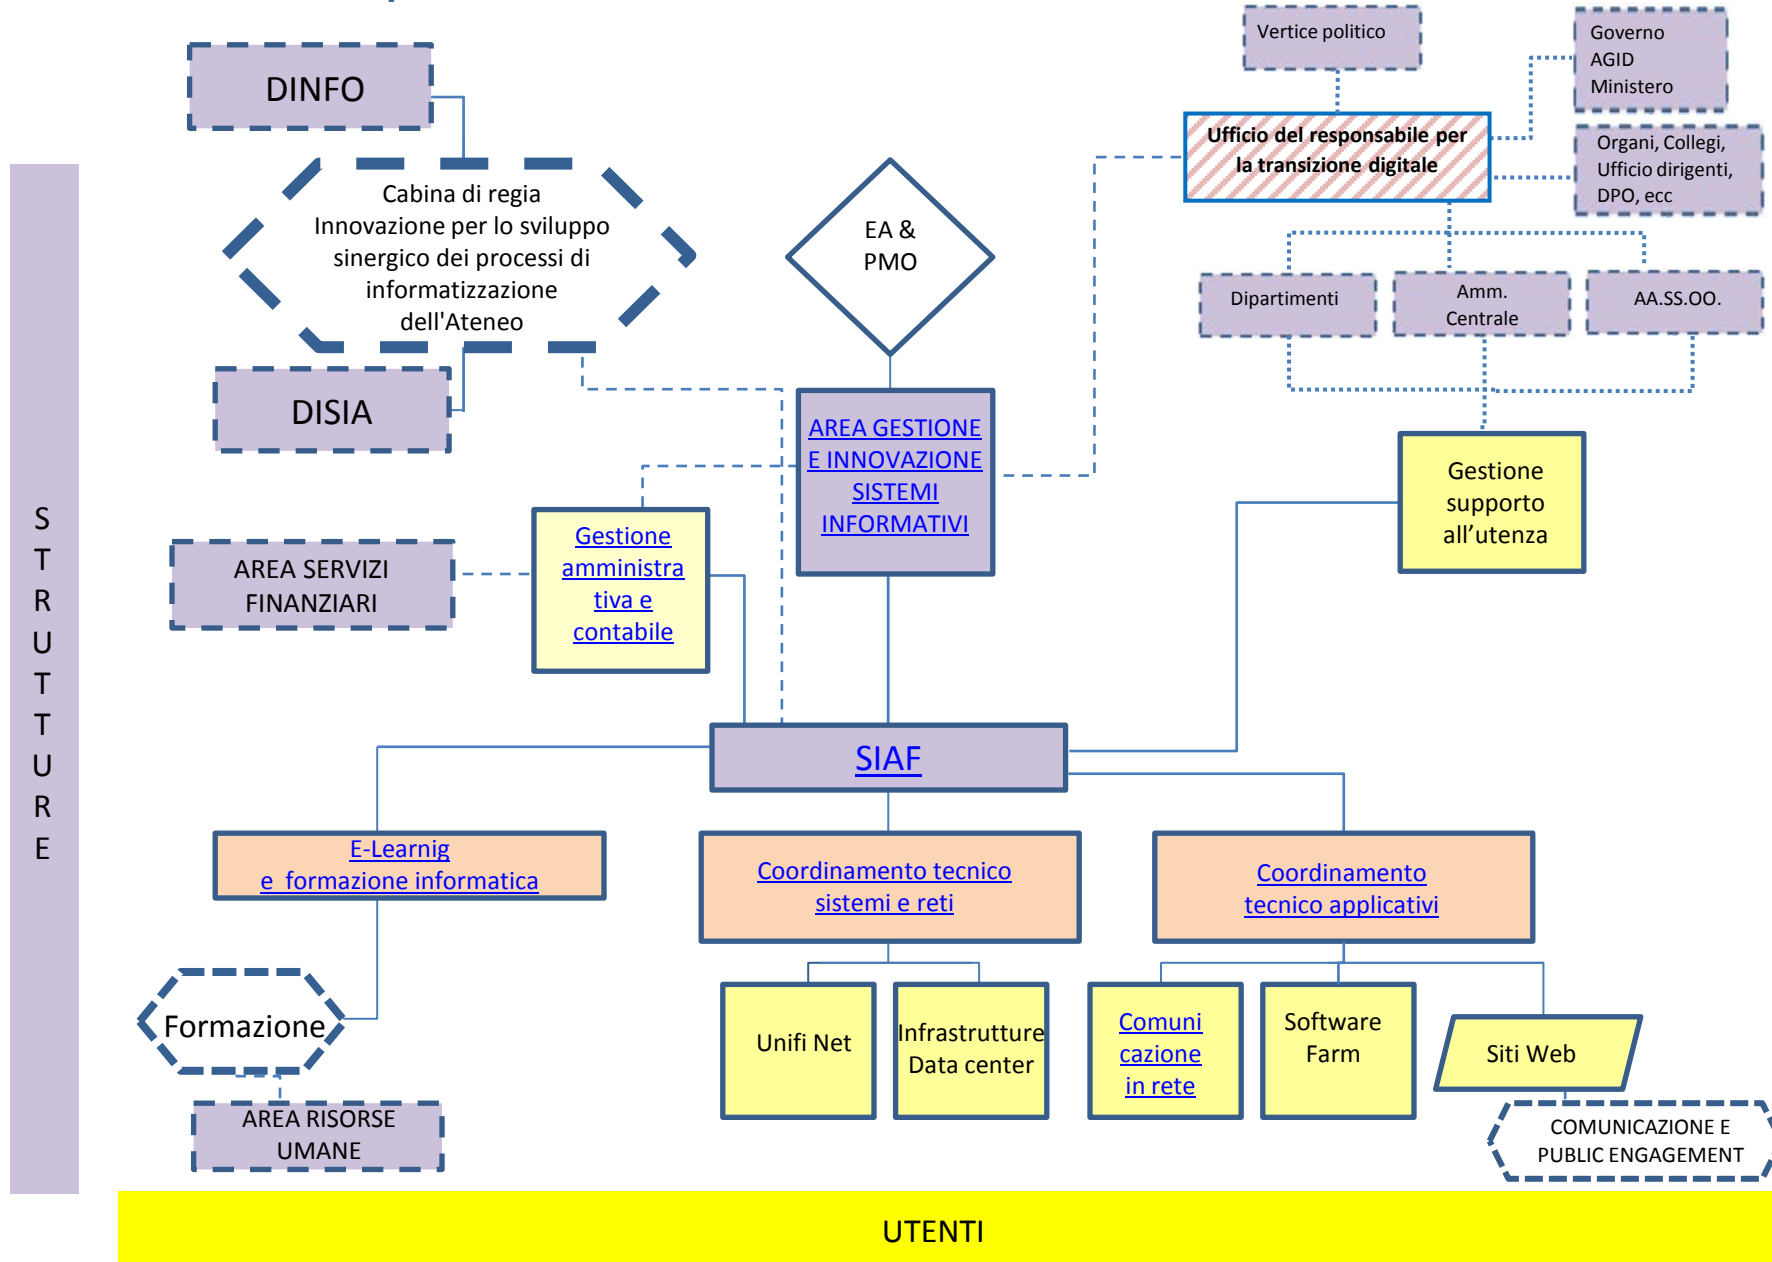 Vertice politico
Governo
AGID
Ministero
DINFO
Ufficio del responsabile per
la transizione digitale
Organi, Collegi,
Ufficio dirigenti,
DPO, ecc
Cabina di regia
Innovazione per lo sviluppo
sinergico dei processi di
informatizzazione
dell'Ateneo
EA &
PMO
Dipartimenti
Amm.
Centrale
AA.SS.OO.
DISIA
AREA GESTIONE
E INNOVAZIONE
SISTEMI
INFORMATIVI
Gestione
supporto
all’utenza
S
T
R
U
T
T
U
R
E
AREA SERVIZI
FINANZIARI
Gestione
amministra
tiva e
contabile
SIAF
E-Learnig
e formazione informatica
Coordinamento tecnico
sistemi e reti
Coordinamento
tecnico applicativi
Formazione
Unifi Net
Infrastrutture
Data center
Comuni
cazione
in rete
Software
Farm
Siti Web
AREA RISORSE
UMANE
COMUNICAZIONE E
PUBLIC ENGAGEMENT
UTENTI